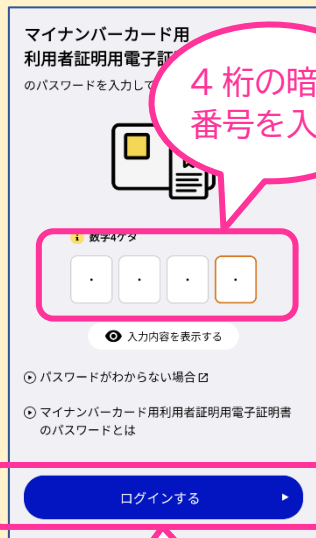 マイナンバーカード用
利用者証明用電子証
のパスワードを入力して
4桁の暗
番号を入
数字4ケタ
入力内容を表示する
パスワードがわからない場合
マイナンバーカード用利用者証明用電子証明書
のパスワードとは
ログインする